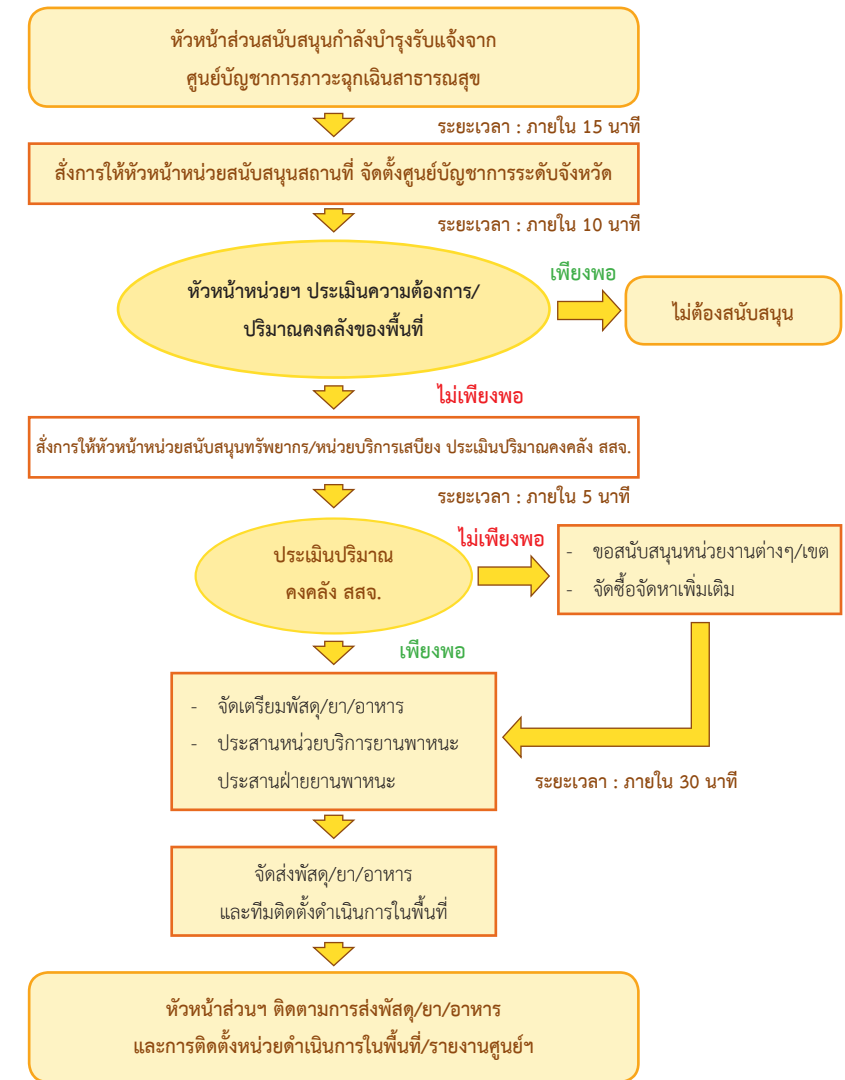 หัวหน้าส่วนสนับสนุนกำลังบำรุงรับแจ้งจาก
ศูนย์บัญชาการภาวะฉุกเฉินสาธารณสุข
ระยะเวลา : ภายใน 15 นาที
สั่งการให้หัวหน้าหน่วยสนับสนุนสถานที่ จัดตั้งศูนย์บัญชาการระดับจังหวัด
ระยะเวลา : ภายใน 10 นาที
หัวหน้าหน่วยฯ ประเมินความต้องการ/
ปริมาณคงคลังของพื้นที่
เพียงพอ
ไม่ต้องสนับสนุน
ไม่เพียงพอ
สั่งการให้หัวหน้าหน่วยสนับสนุนทรัพยากร/หน่วยบริการเสบียง ประเมินปริมาณคงคลัง สสจ.
ระยะเวลา : ภายใน 5 นาที
ประเมินปริมาณ
คงคลัง สสจ.
ไม่เพียงพอ
- ขอสนับสนุนหน่วยงานต่างๆ/เขต
- จัดซื้อจัดหาเพิ่มเติม
เพียงพอ
- จัดเตรียมพัสดุ/ยา/อาหาร
- ประสานหน่วยบริการยานพาหนะ
ประสานฝ่ายยานพาหนะ
ระยะเวลา : ภายใน 30 นาที
จัดส่งพัสดุ/ยา/อาหาร
และทีมติดตั้งดำเนินการในพื้นที่
หัวหน้าส่วนฯ ติดตามการส่งพัสดุ/ยา/อาหาร
และการติดตั้งหน่วยดำเนินการในพื้นที่/รายงานศูนย์ฯ